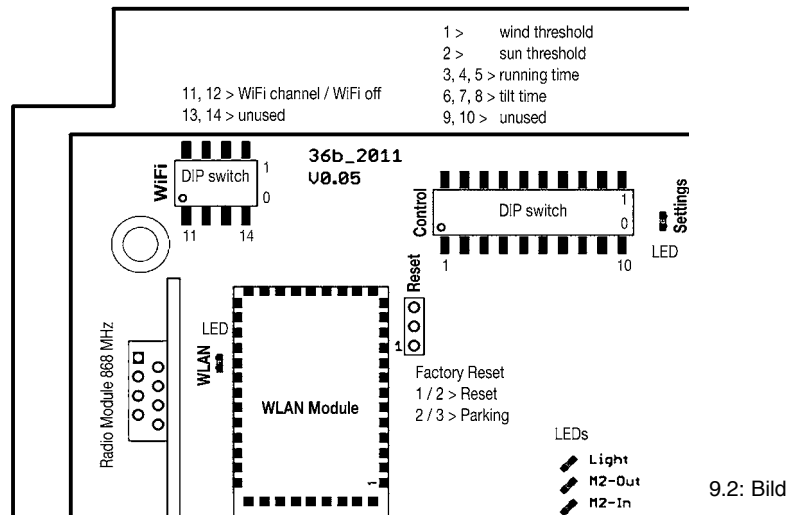 1 > wind threshold
2 > sun threshold
3, 4, 5 > running time
6, 7, 8 > tilt time
9, 10 > unused
11, 12 > WiFi channel / WiFi off
13, 14 > unused
WiFi
DIP switch
1
0
11 14
36b_2011
V0.05
Control
DIP switch
1
0
1 10
Settings
LED
Reset
1
Factory Reset
1 / 2 > Reset
2 / 3 > Parking
Radio Module 868 MHz
LED
WLAN
WLAN Module
1
LEDs
Light
M2-Out
M2-In
9.2: Bild